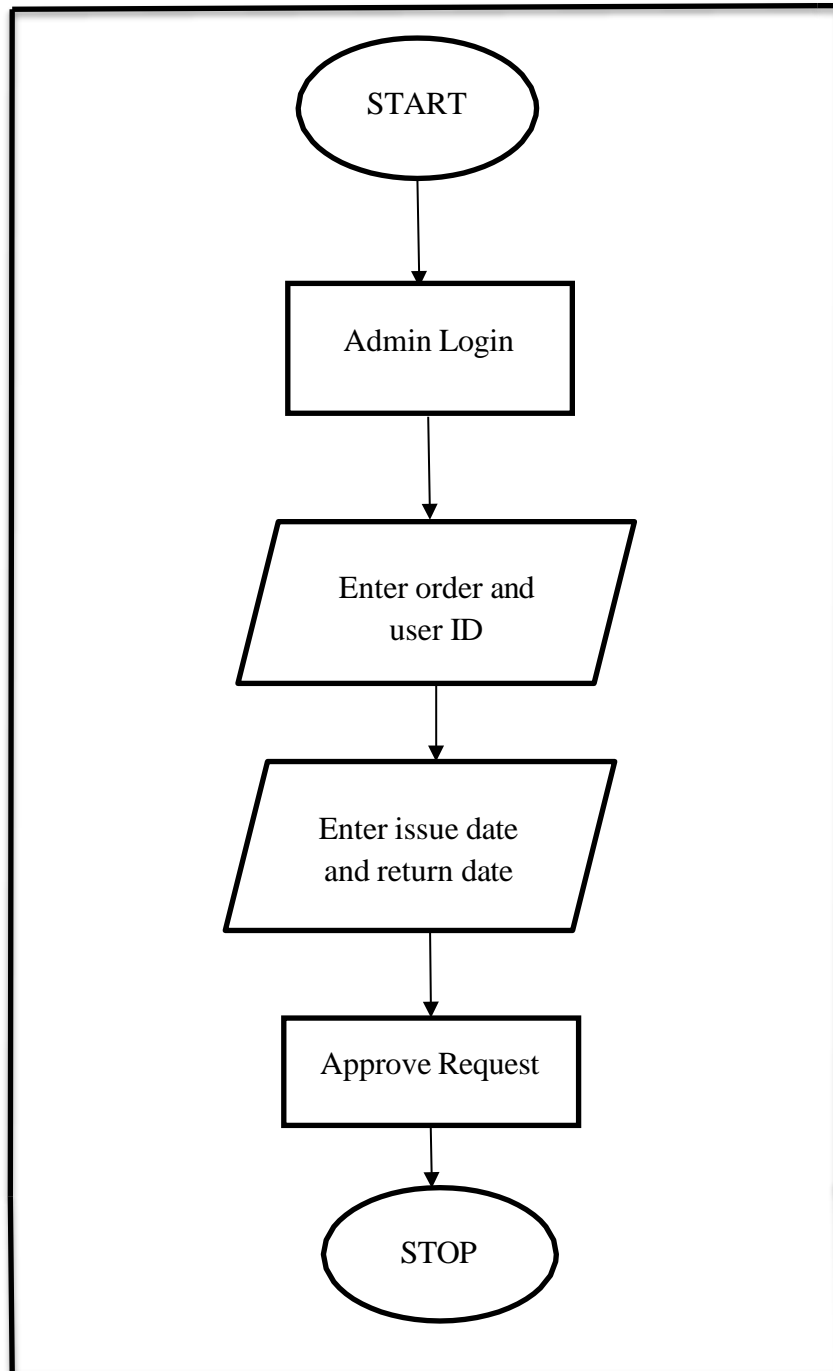 START
Admin Login
Enter order and
user ID
Enter issue date
and return date
Approve Request
STOP